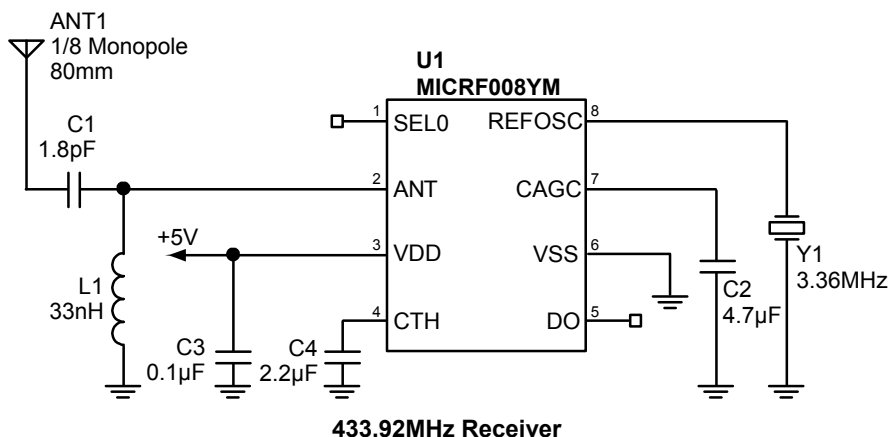 ANT1
1/8 Monopole
80mm
C1
1.8pF
U1
MICRF008YM
1
SEL0
REFOSC
8
2
ANT
CAGC
7
+5V
3
VDD
VSS
6
4
CTH
DO
5
L1
33nH
C3
0.1µF
C4
2.2µF
C2
4.7µF
Y1
3.36MHz
433.92MHz Receiver